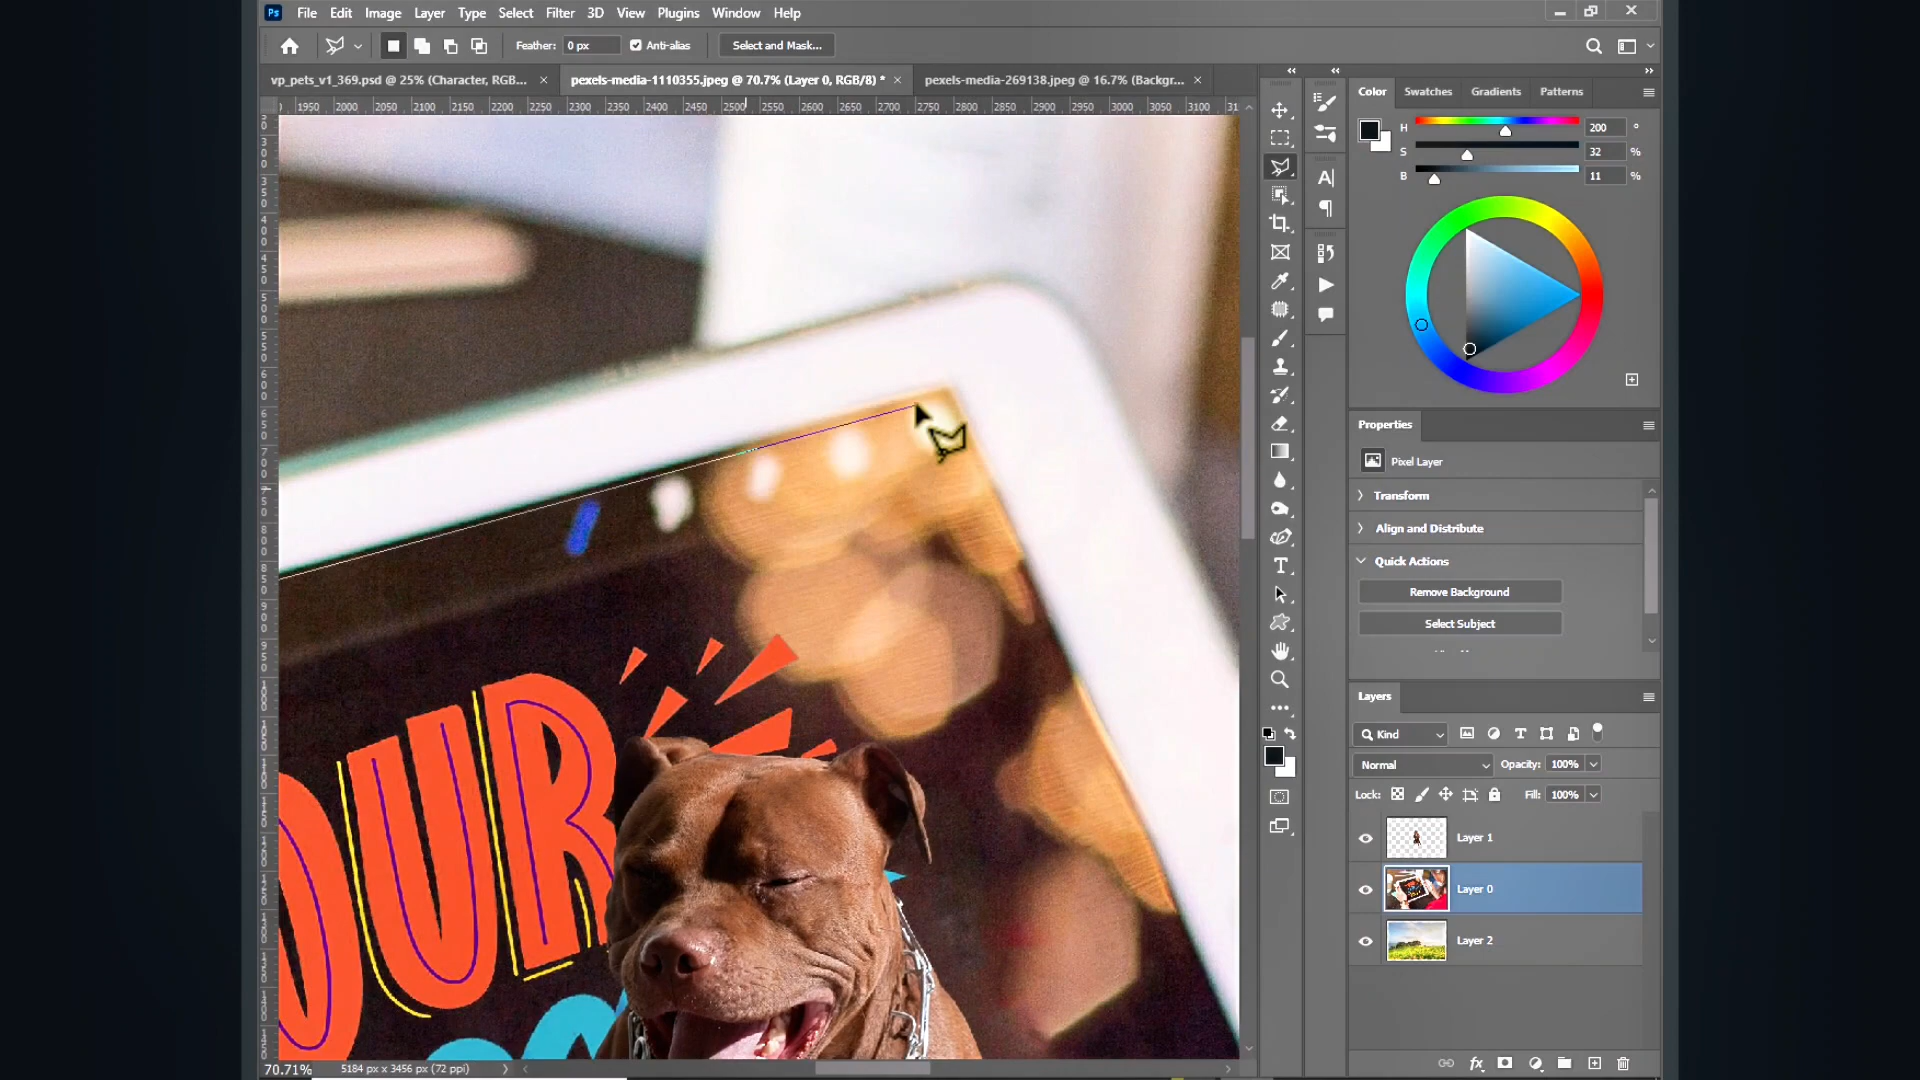 Ps File Edit Image Layer Type Select Filter 3D View Plugins Window Help
Feather: 0 px Anti-alias Select and Mask...
vp_pets_v1_369.psd @ 25% (Character, RGB... × pexels-media-1110355.jpeg @ 70.7% (Layer 0, RGB/8) * × pexels-media-269138.jpeg @ 16.7% (Backgr... ×
1950 2000 2050 2100 2150 2200 2250 2300 2350 2400 2450 2500 2550 2600 2650 2700 2750 2800 2850 2900 2950 3000 3050 3100
Color Swatches Gradients Patterns
H 200 °
S 32 %
B 11 %
Properties
Pixel Layer
Transform
Align and Distribute
Quick Actions
Remove Background
Select Subject
Layers
Kind
Normal Opacity: 100%
Lock: Fill: 100%
Layer 1
Layer 0
Layer 2
OUR
70.71% 5184 px x 3456 px (72 ppi)